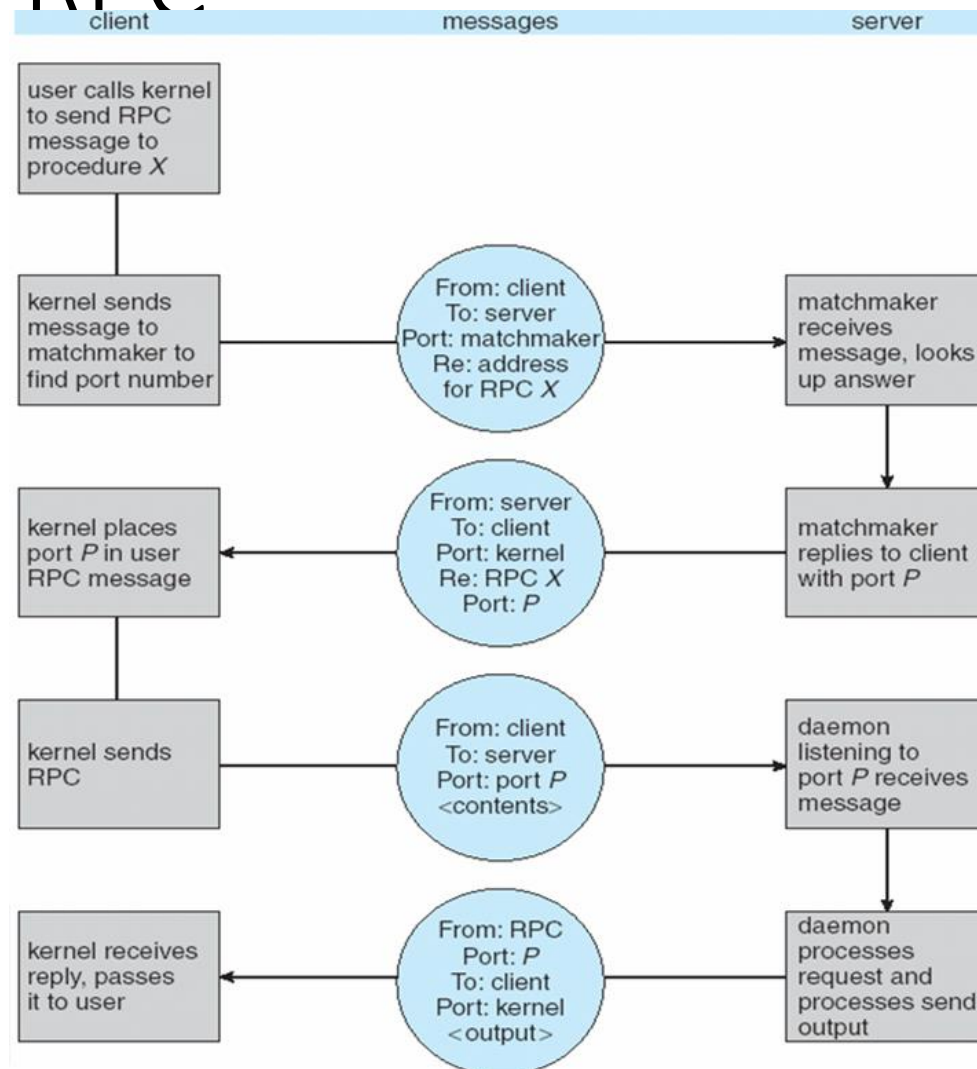 RPC
client messages server
user calls kernel
to send RPC
message to
procedure X
kernel sends
message to
matchmaker to
find port number
From: client
To: server
Port: matchmaker
Re: address
for RPC X
matchmaker
receives
message, looks
up answer
kernel places
port P in user
RPC message
From: server
To: client
Port: kernel
Re: RPC X
Port: P
matchmaker
replies to client
with port P
kernel sends
RPC
From: client
To: server
Port: port P
<contents>
daemon
listening to
port P receives
message
kernel receives
reply, passes
it to user
From: RPC
Port: P
To: client
Port: kernel
<output>
daemon
processes
request and
processes send
output